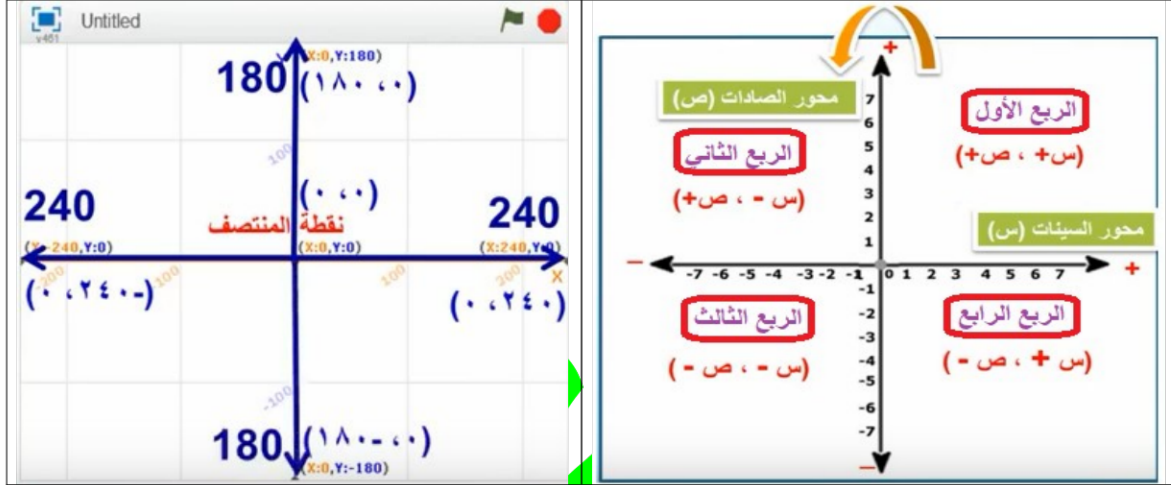 Untitled
v461
(X:0,Y:180)
180
(٠، ١٨٠)
100
(٠، ٠)
240
240
نقطة المنتصف
(X:-240,Y:0)
(X:0,Y:0)
(X:240,Y:0)
-200
-100
100
X
(-٢٤٠، ٠)
(٢٤٠، ٠)
-100
180
(٠، -١٨٠)
(X:0,Y:-180)
+
محور الصادات (ص)
الربع الأول
(س+ ، ص+)
الربع الثاني
(س - ، ص+)
محور السينات (س)
7
6
5
4
3
2
1
– -7 -6 -5 -4 -3 -2 -1 0 1 2 3 4 5 6 7 +
-1
-2
-3
-4
-5
-6
-7
الربع الثالث
(س - ، ص - )
الربع الرابع
(س + ، ص - )
–